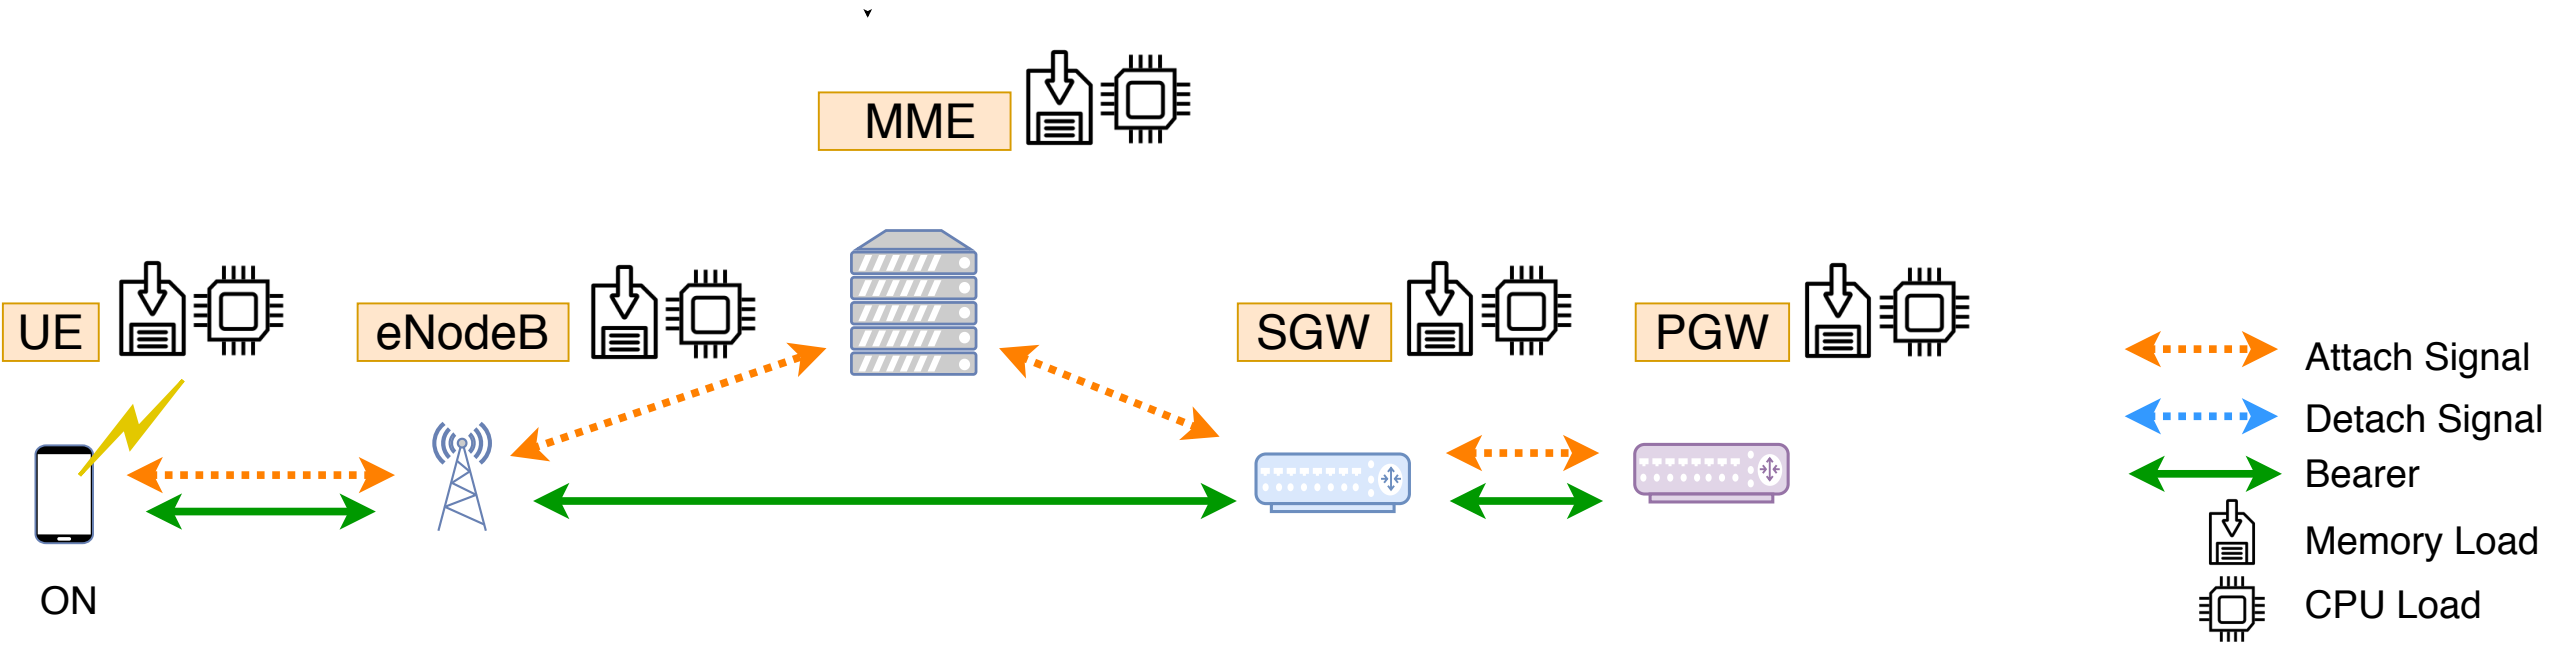 MME
UE
eNodeB
SGW
PGW
ON
Attach Signal
Detach Signal
Bearer
Memory Load
CPU Load